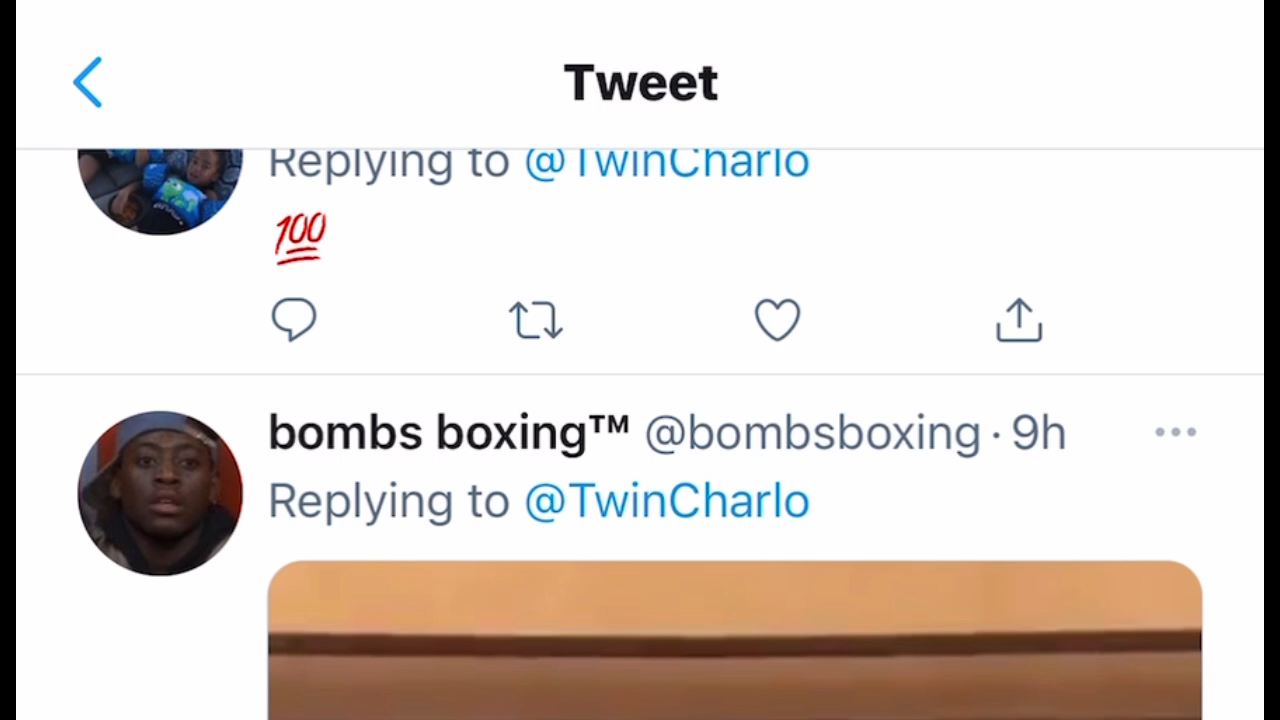 Tweet
Replying to @TwinCharlo
💯
bombs boxing™ @bombsboxing · 9h
Replying to @TwinCharlo